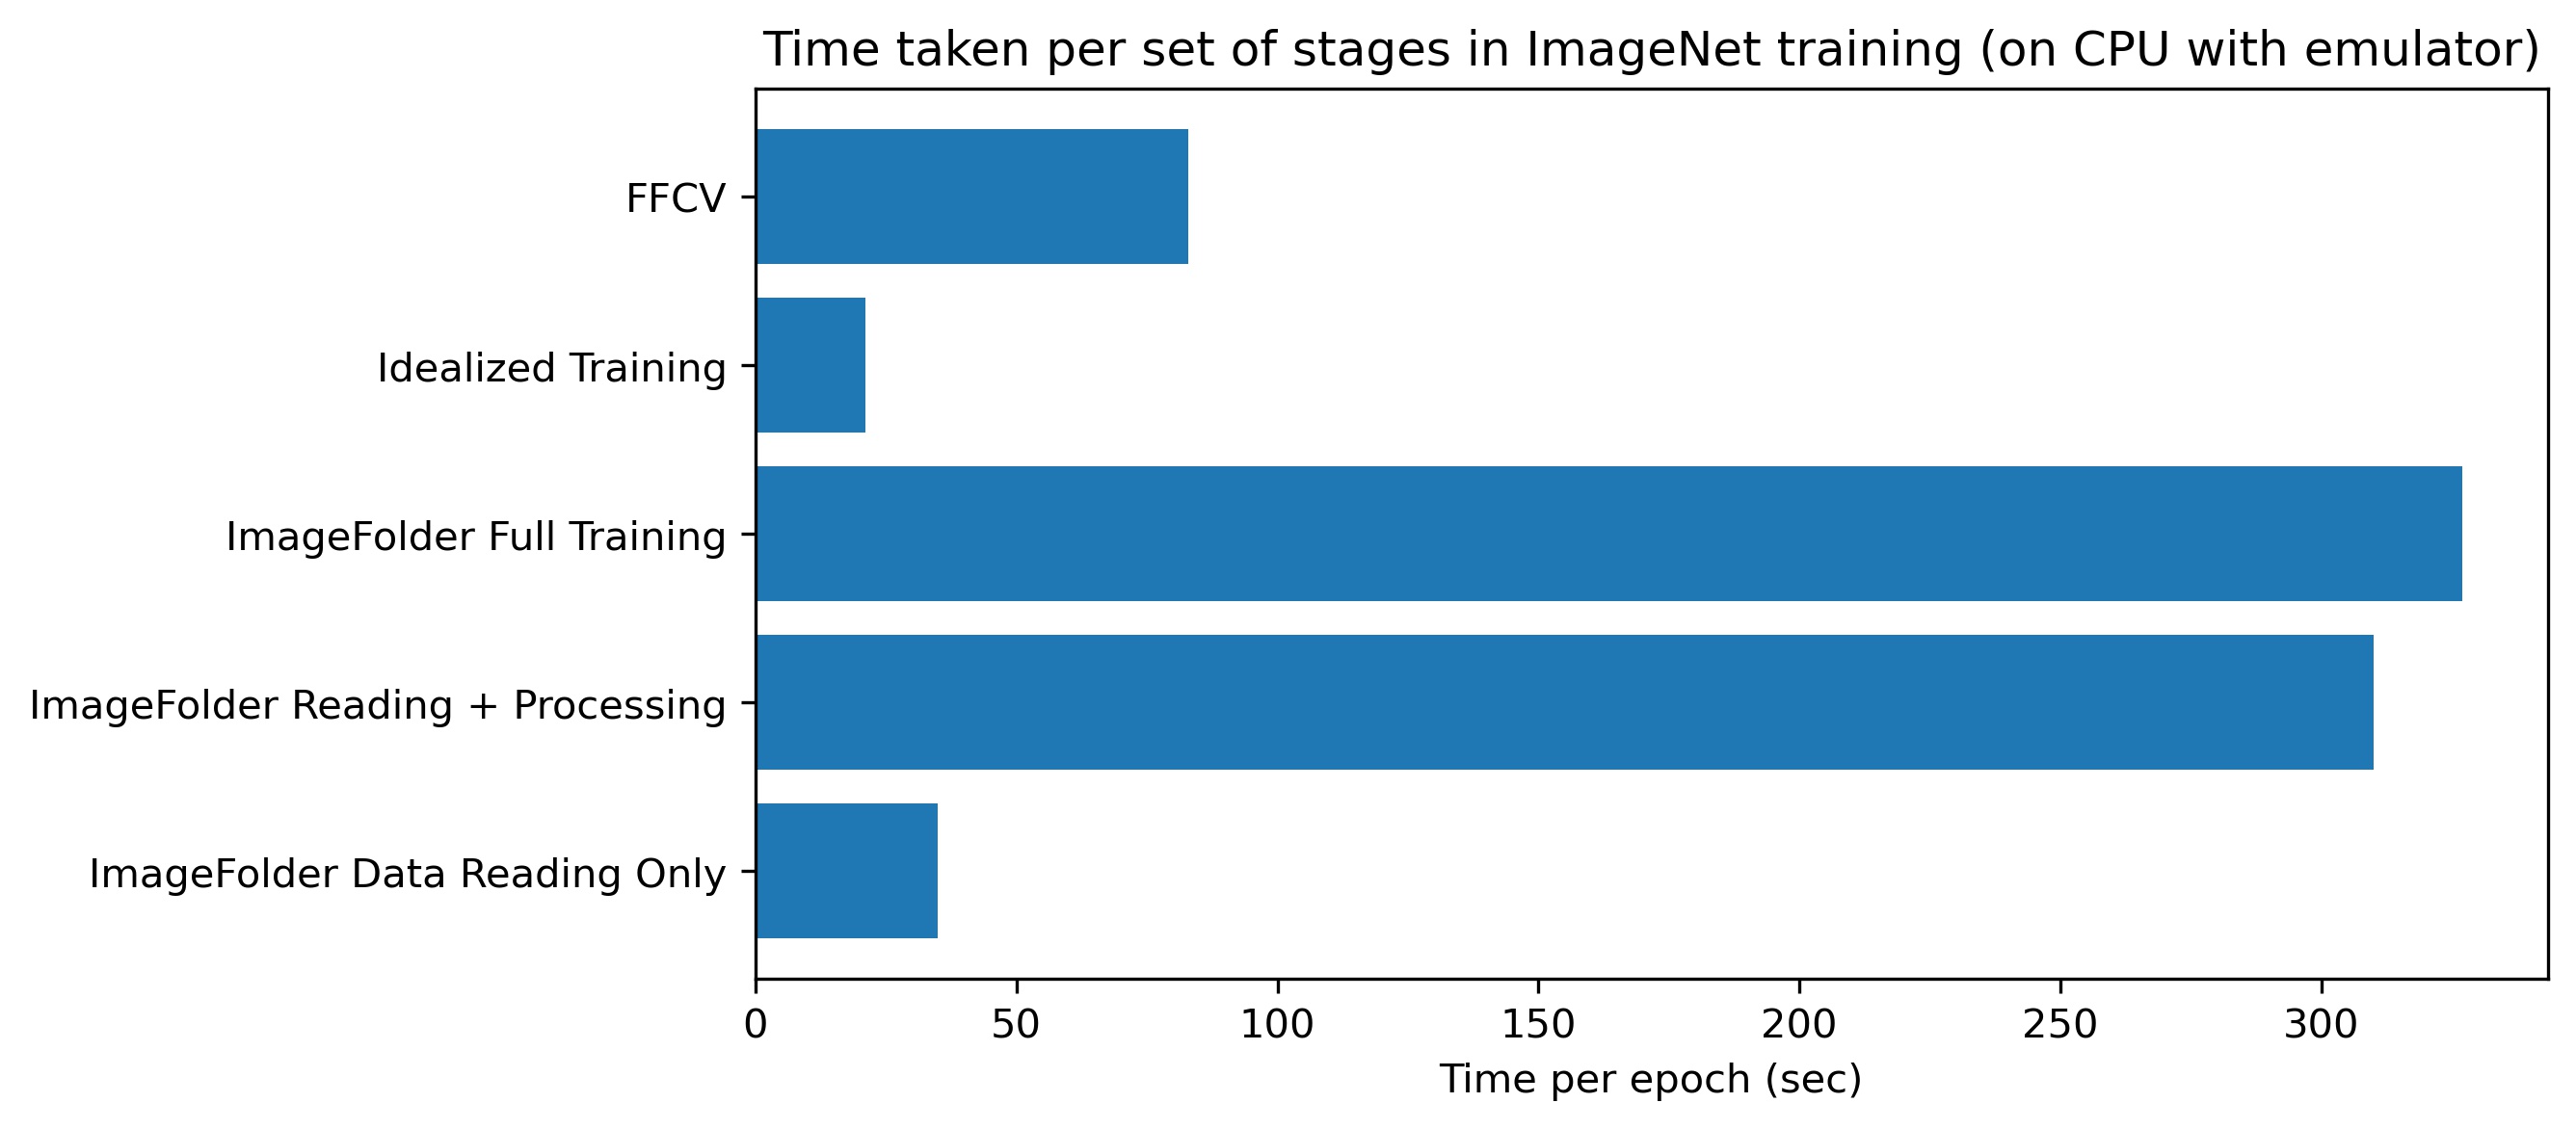 Time taken per set of stages in ImageNet training (on CPU with emulator)
FFCV
Idealized Training
ImageFolder Full Training
ImageFolder Reading + Processing
ImageFolder Data Reading Only
0 50 100 150 200 250 300
Time per epoch (sec)